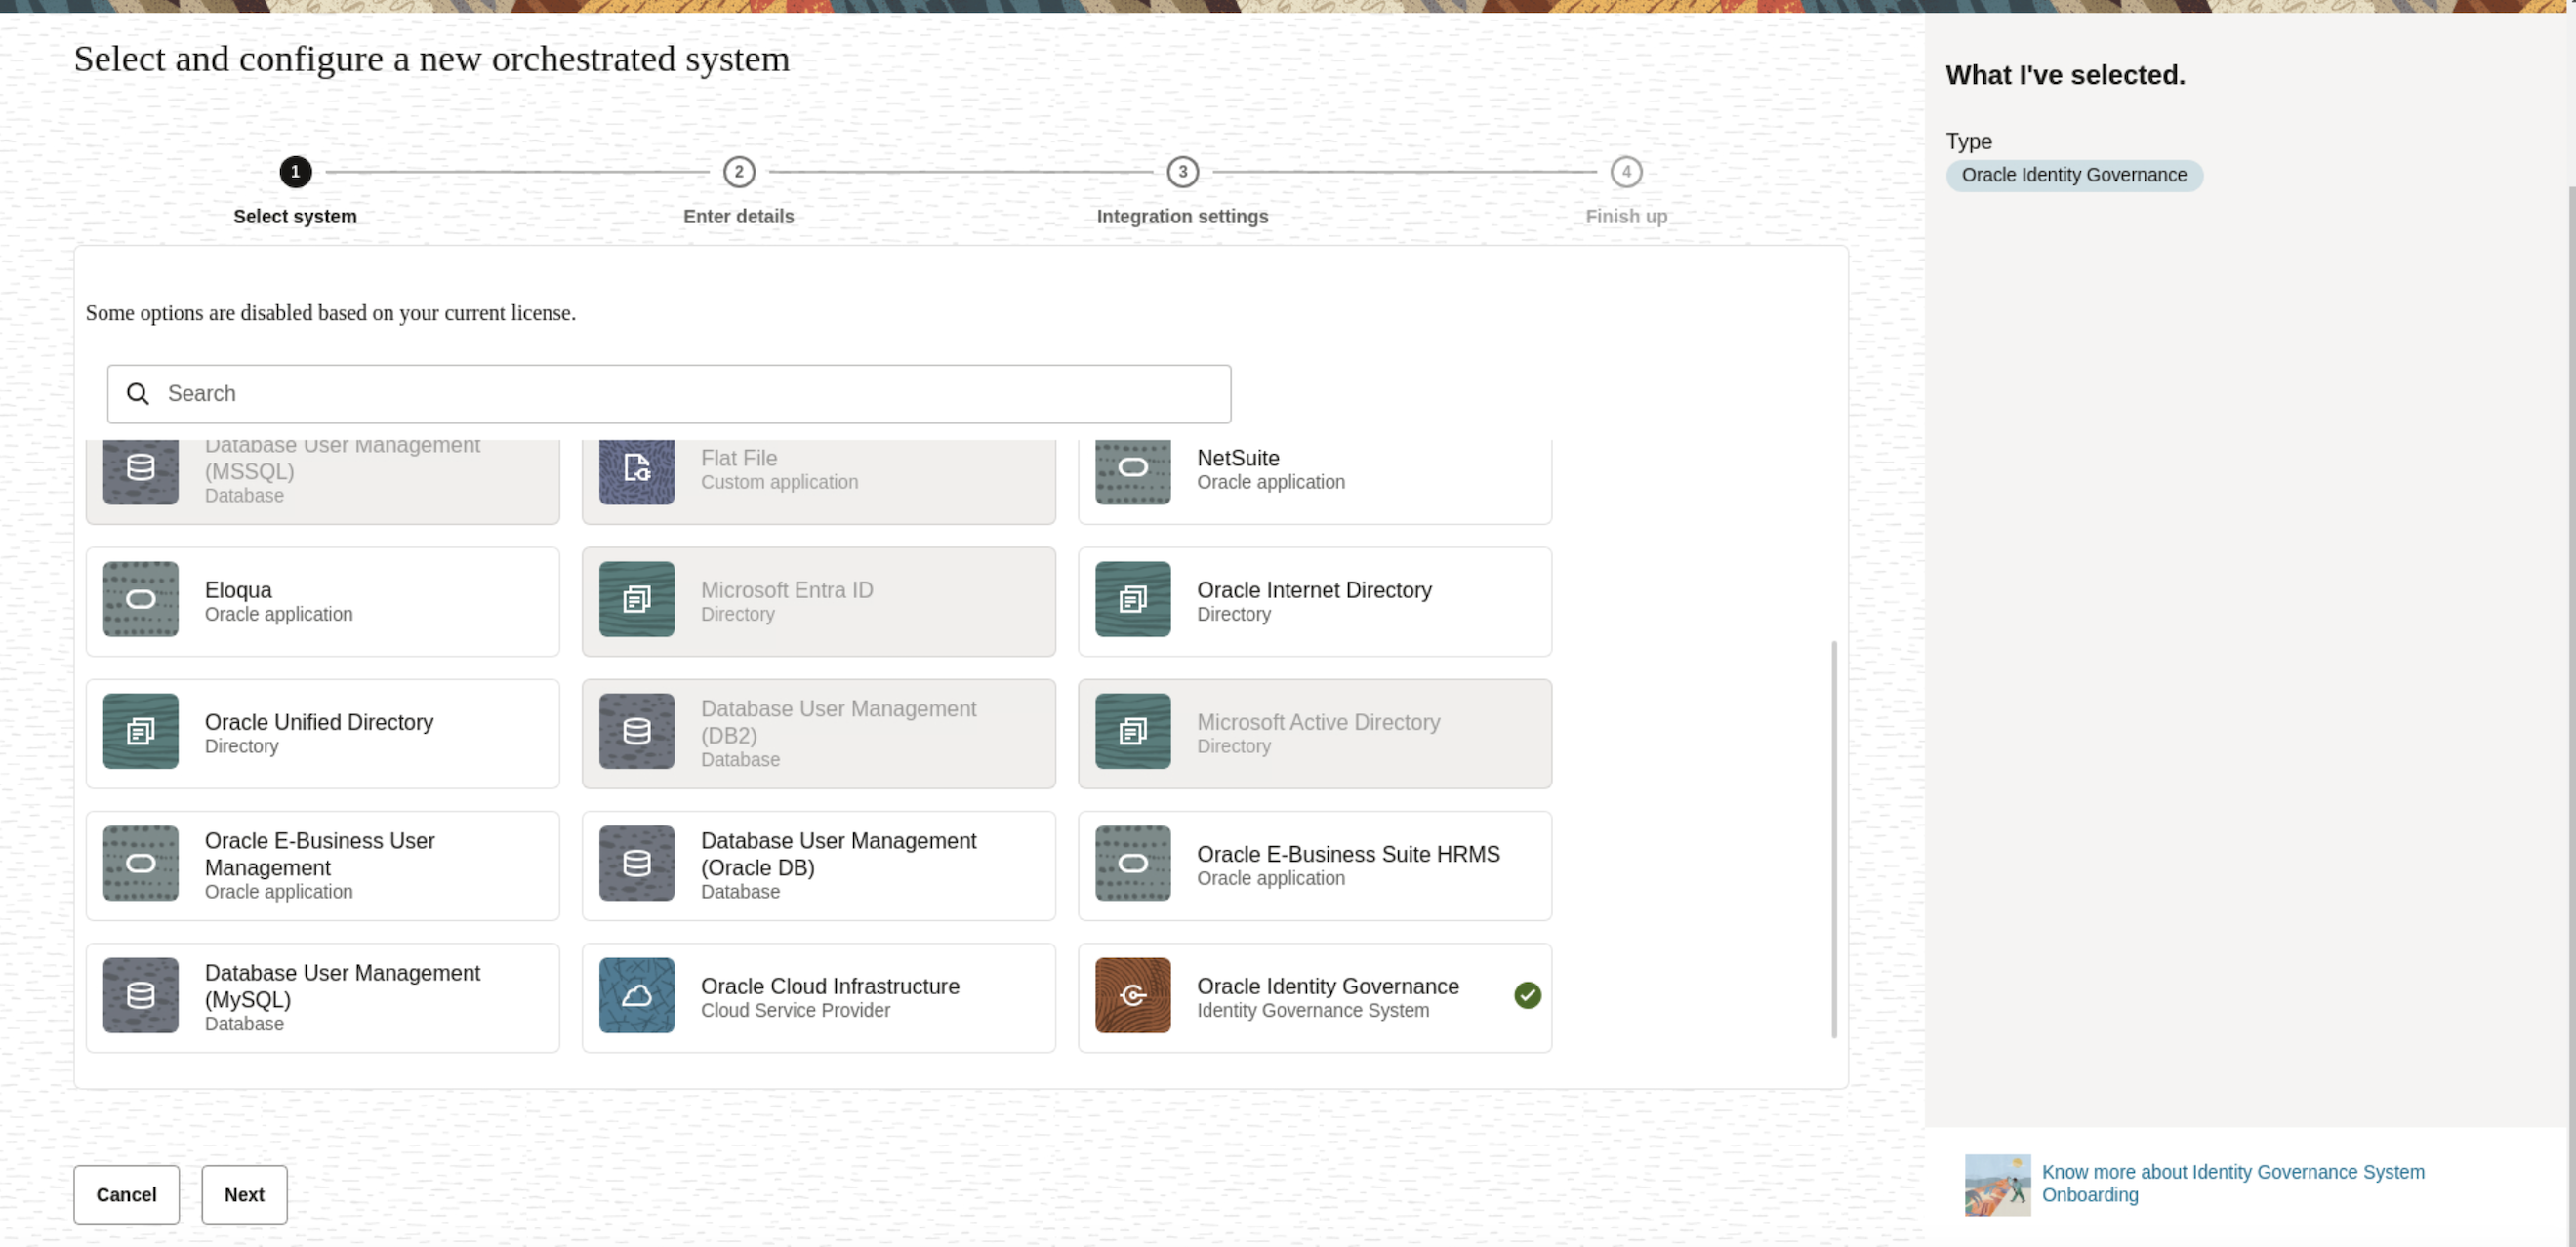 Select and configure a new orchestrated system
What I've selected.
Type
Oracle Identity Governance
1
2
3
4
Select system
Enter details
Integration settings
Finish up
Some options are disabled based on your current license.
Search
Database User Management
(MSSQL)
Database
Flat File
Custom application
NetSuite
Oracle application
Eloqua
Oracle application
Microsoft Entra ID
Directory
Oracle Internet Directory
Directory
Oracle Unified Directory
Directory
Database User Management
(DB2)
Database
Microsoft Active Directory
Directory
Oracle E-Business User
Management
Oracle application
Database User Management
(Oracle DB)
Database
Oracle E-Business Suite HRMS
Oracle application
Database User Management
(MySQL)
Database
Oracle Cloud Infrastructure
Cloud Service Provider
Oracle Identity Governance
Identity Governance System
Cancel
Next
Know more about Identity Governance System
Onboarding